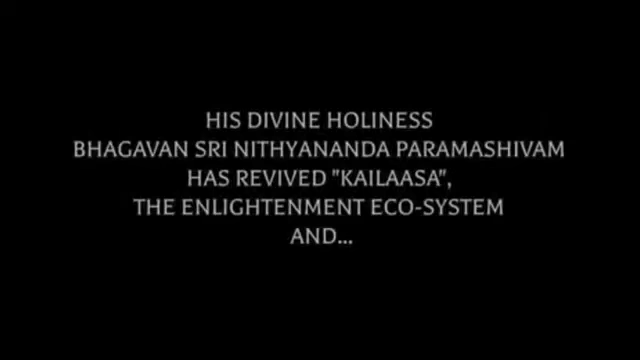 HIS DIVINE HOLINESS
BHAGAVAN SRI NITHYANANDA PARAMASHIVAM
HAS REVIVED "KAILAASA",
THE ENLIGHTENMENT ECO-SYSTEM
AND...